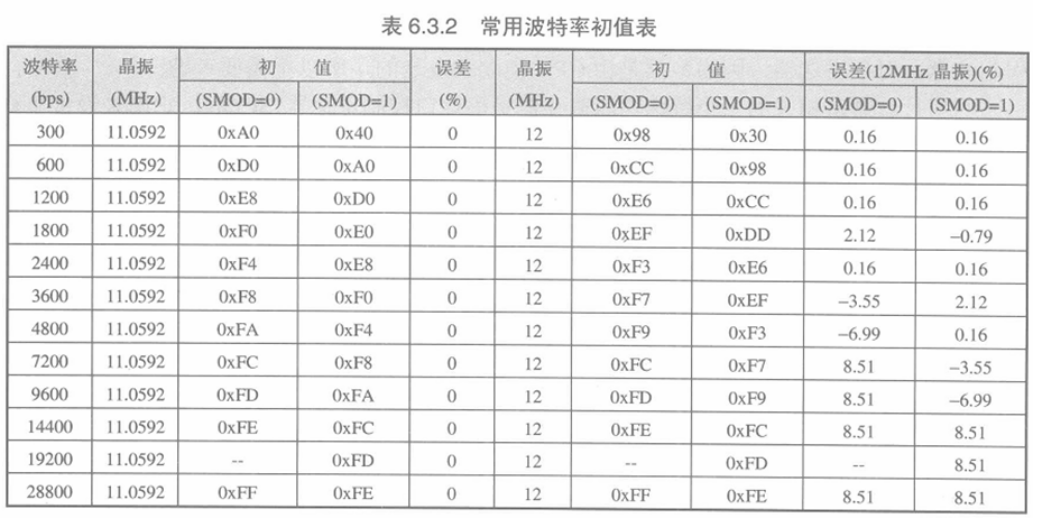 表 6.3.2 常用波特率初值表
波特率 晶振 初 值 误差 晶振 初 值 误差(12MHz 晶振)(%)
(bps) (MHz) (SMOD=0) (SMOD=1) (%) (MHz) (SMOD=0) (SMOD=1) (SMOD=0) (SMOD=1)
300 11.0592 0xA0 0x40 0 12 0x98 0x30 0.16 0.16
600 11.0592 0xD0 0xA0 0 12 0xCC 0x98 0.16 0.16
1200 11.0592 0xE8 0xD0 0 12 0xE6 0xCC 0.16 0.16
1800 11.0592 0xF0 0xE0 0 12 0xEF 0xDD 2.12 −0.79
2400 11.0592 0xF4 0xE8 0 12 0xF3 0xE6 0.16 0.16
3600 11.0592 0xF8 0xF0 0 12 0xF7 0xEF −3.55 2.12
4800 11.0592 0xFA 0xF4 0 12 0xF9 0xF3 −6.99 0.16
7200 11.0592 0xFC 0xF8 0 12 0xFC 0xF7 8.51 −3.55
9600 11.0592 0xFD 0xFA 0 12 0xFD 0xF9 8.51 −6.99
14400 11.0592 0xFE 0xFC 0 12 0xFE 0xFC 8.51 8.51
19200 11.0592 -- 0xFD 0 12 -- 0xFD -- 8.51
28800 11.0592 0xFF 0xFE 0 12 0xFF 0xFE 8.51 8.51